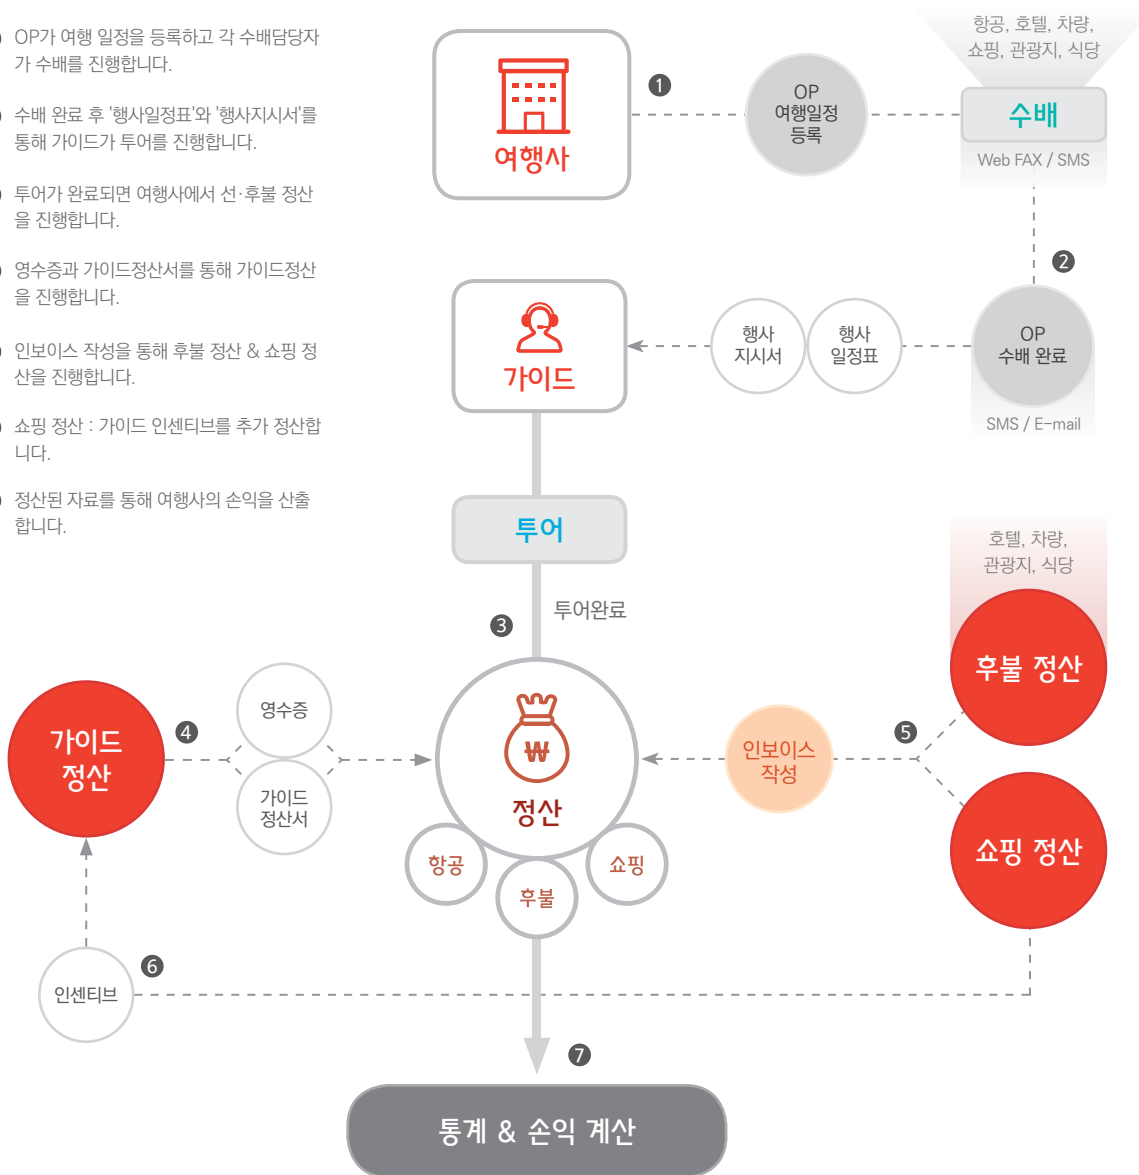 OP가 여행 일정을 등록하고 각 수배담당자
가 수배를 진행합니다.
수배 완료 후 '행사일정표'와 '행사지시서'를
통해 가이드가 투어를 진행합니다.
투어가 완료되면 여행사에서 선·후불 정산
을 진행합니다.
영수증과 가이드정산서를 통해 가이드정산
을 진행합니다.
인보이스 작성을 통해 후불 정산 & 쇼핑 정
산을 진행합니다.
쇼핑 정산 : 가이드 인센티브를 추가 정산합
니다.
정산된 자료를 통해 여행사의 손익을 산출
합니다.
여행사
1
OP
여행일정
등록
항공, 호텔, 차량,
쇼핑, 관광지, 식당
수배
Web FAX / SMS
2
OP
수배 완료
SMS / E-mail
행사
일정표
행사
지시서
가이드
투어
투어완료
3
₩
정산
항공
후불
쇼핑
가이드
정산
4
영수증
가이드
정산서
인보이스
작성
5
호텔, 차량,
관광지, 식당
후불 정산
쇼핑 정산
인센티브
6
7
통계 & 손익 계산